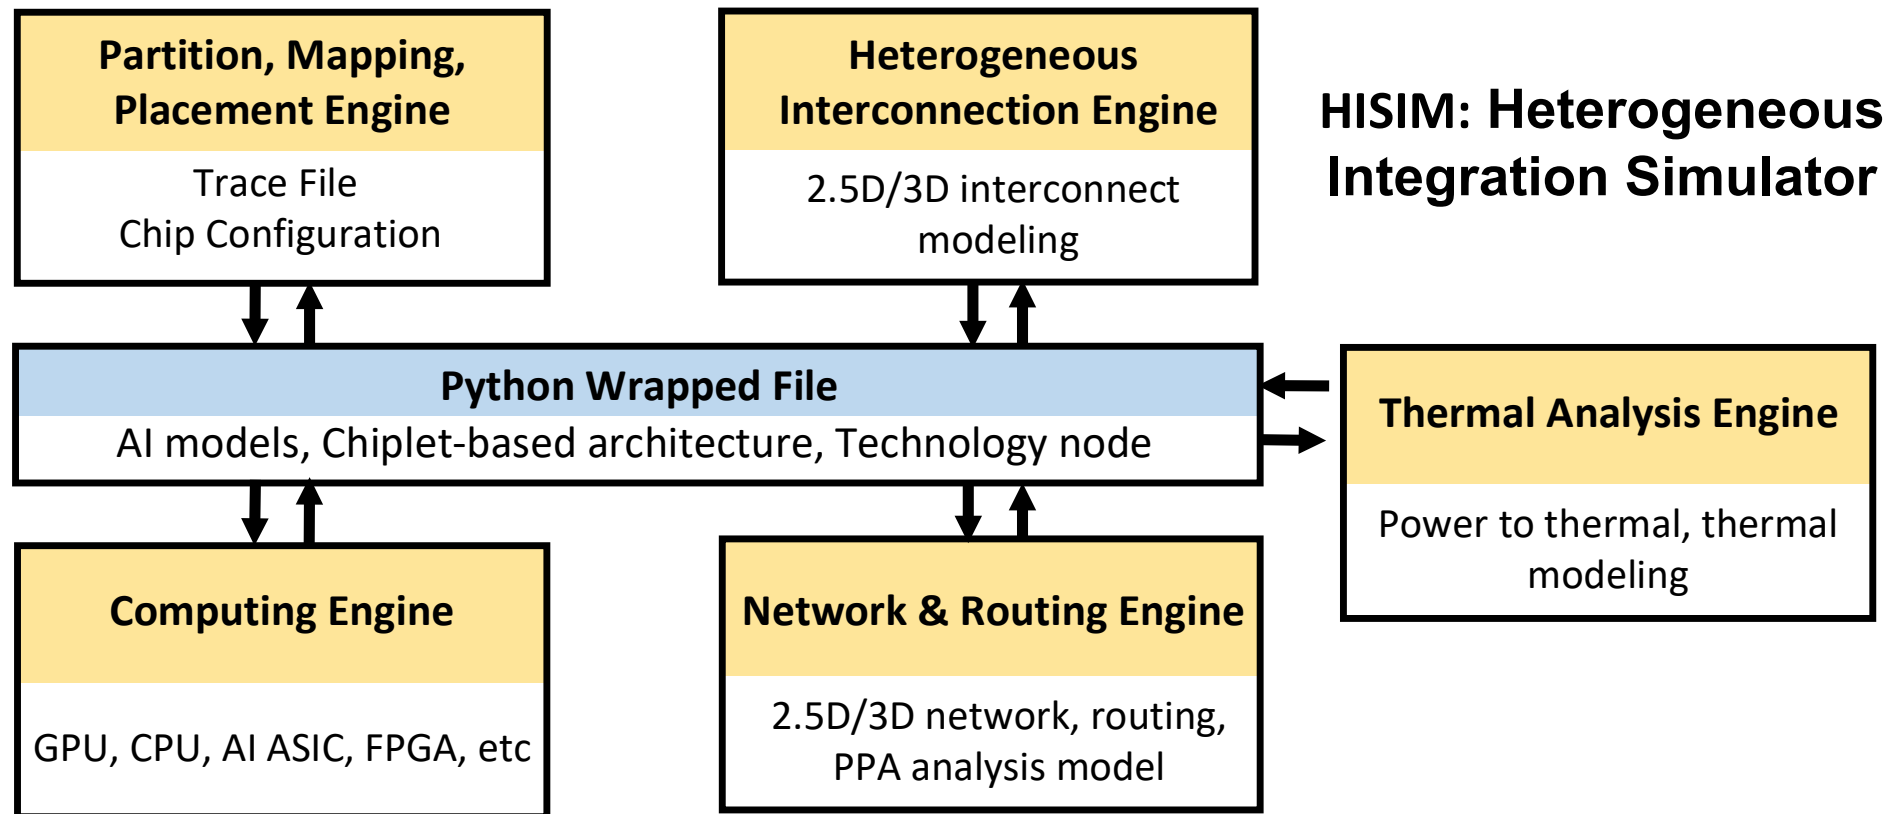 Partition, Mapping,
Placement Engine
Trace File
Chip Configuration
Heterogeneous
Interconnection Engine
2.5D/3D interconnect
modeling
HISIM: Heterogeneous
Integration Simulator
Python Wrapped File
AI models, Chiplet-based architecture, Technology node
Thermal Analysis Engine
Power to thermal, thermal
modeling
Computing Engine
GPU, CPU, AI ASIC, FPGA, etc
Network & Routing Engine
2.5D/3D network, routing,
PPA analysis model